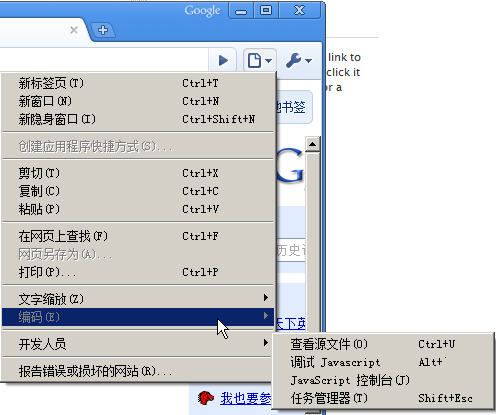 Google
link to
click it
or a
新标签页(T) Ctrl+T
新窗口(N) Ctrl+N
新隐身窗口(I) Ctrl+Shift+N
他书签
创建应用程序快捷方式(S)...
G
剪切(T) Ctrl+X
复制(C) Ctrl+C
粘贴(P) Ctrl+V
在网页上查找(F) Ctrl+F
网页另存为(A)...
历史记
打印(P)... Ctrl+P
文字缩放(Z)
编码(E)
天下英
开发人员
查看源文件(O) Ctrl+U
调试 Javascript Alt+`
报告错误或损坏的网站(R)...
JavaScript 控制台(J)
任务管理器(T) Shift+Esc
我也要参